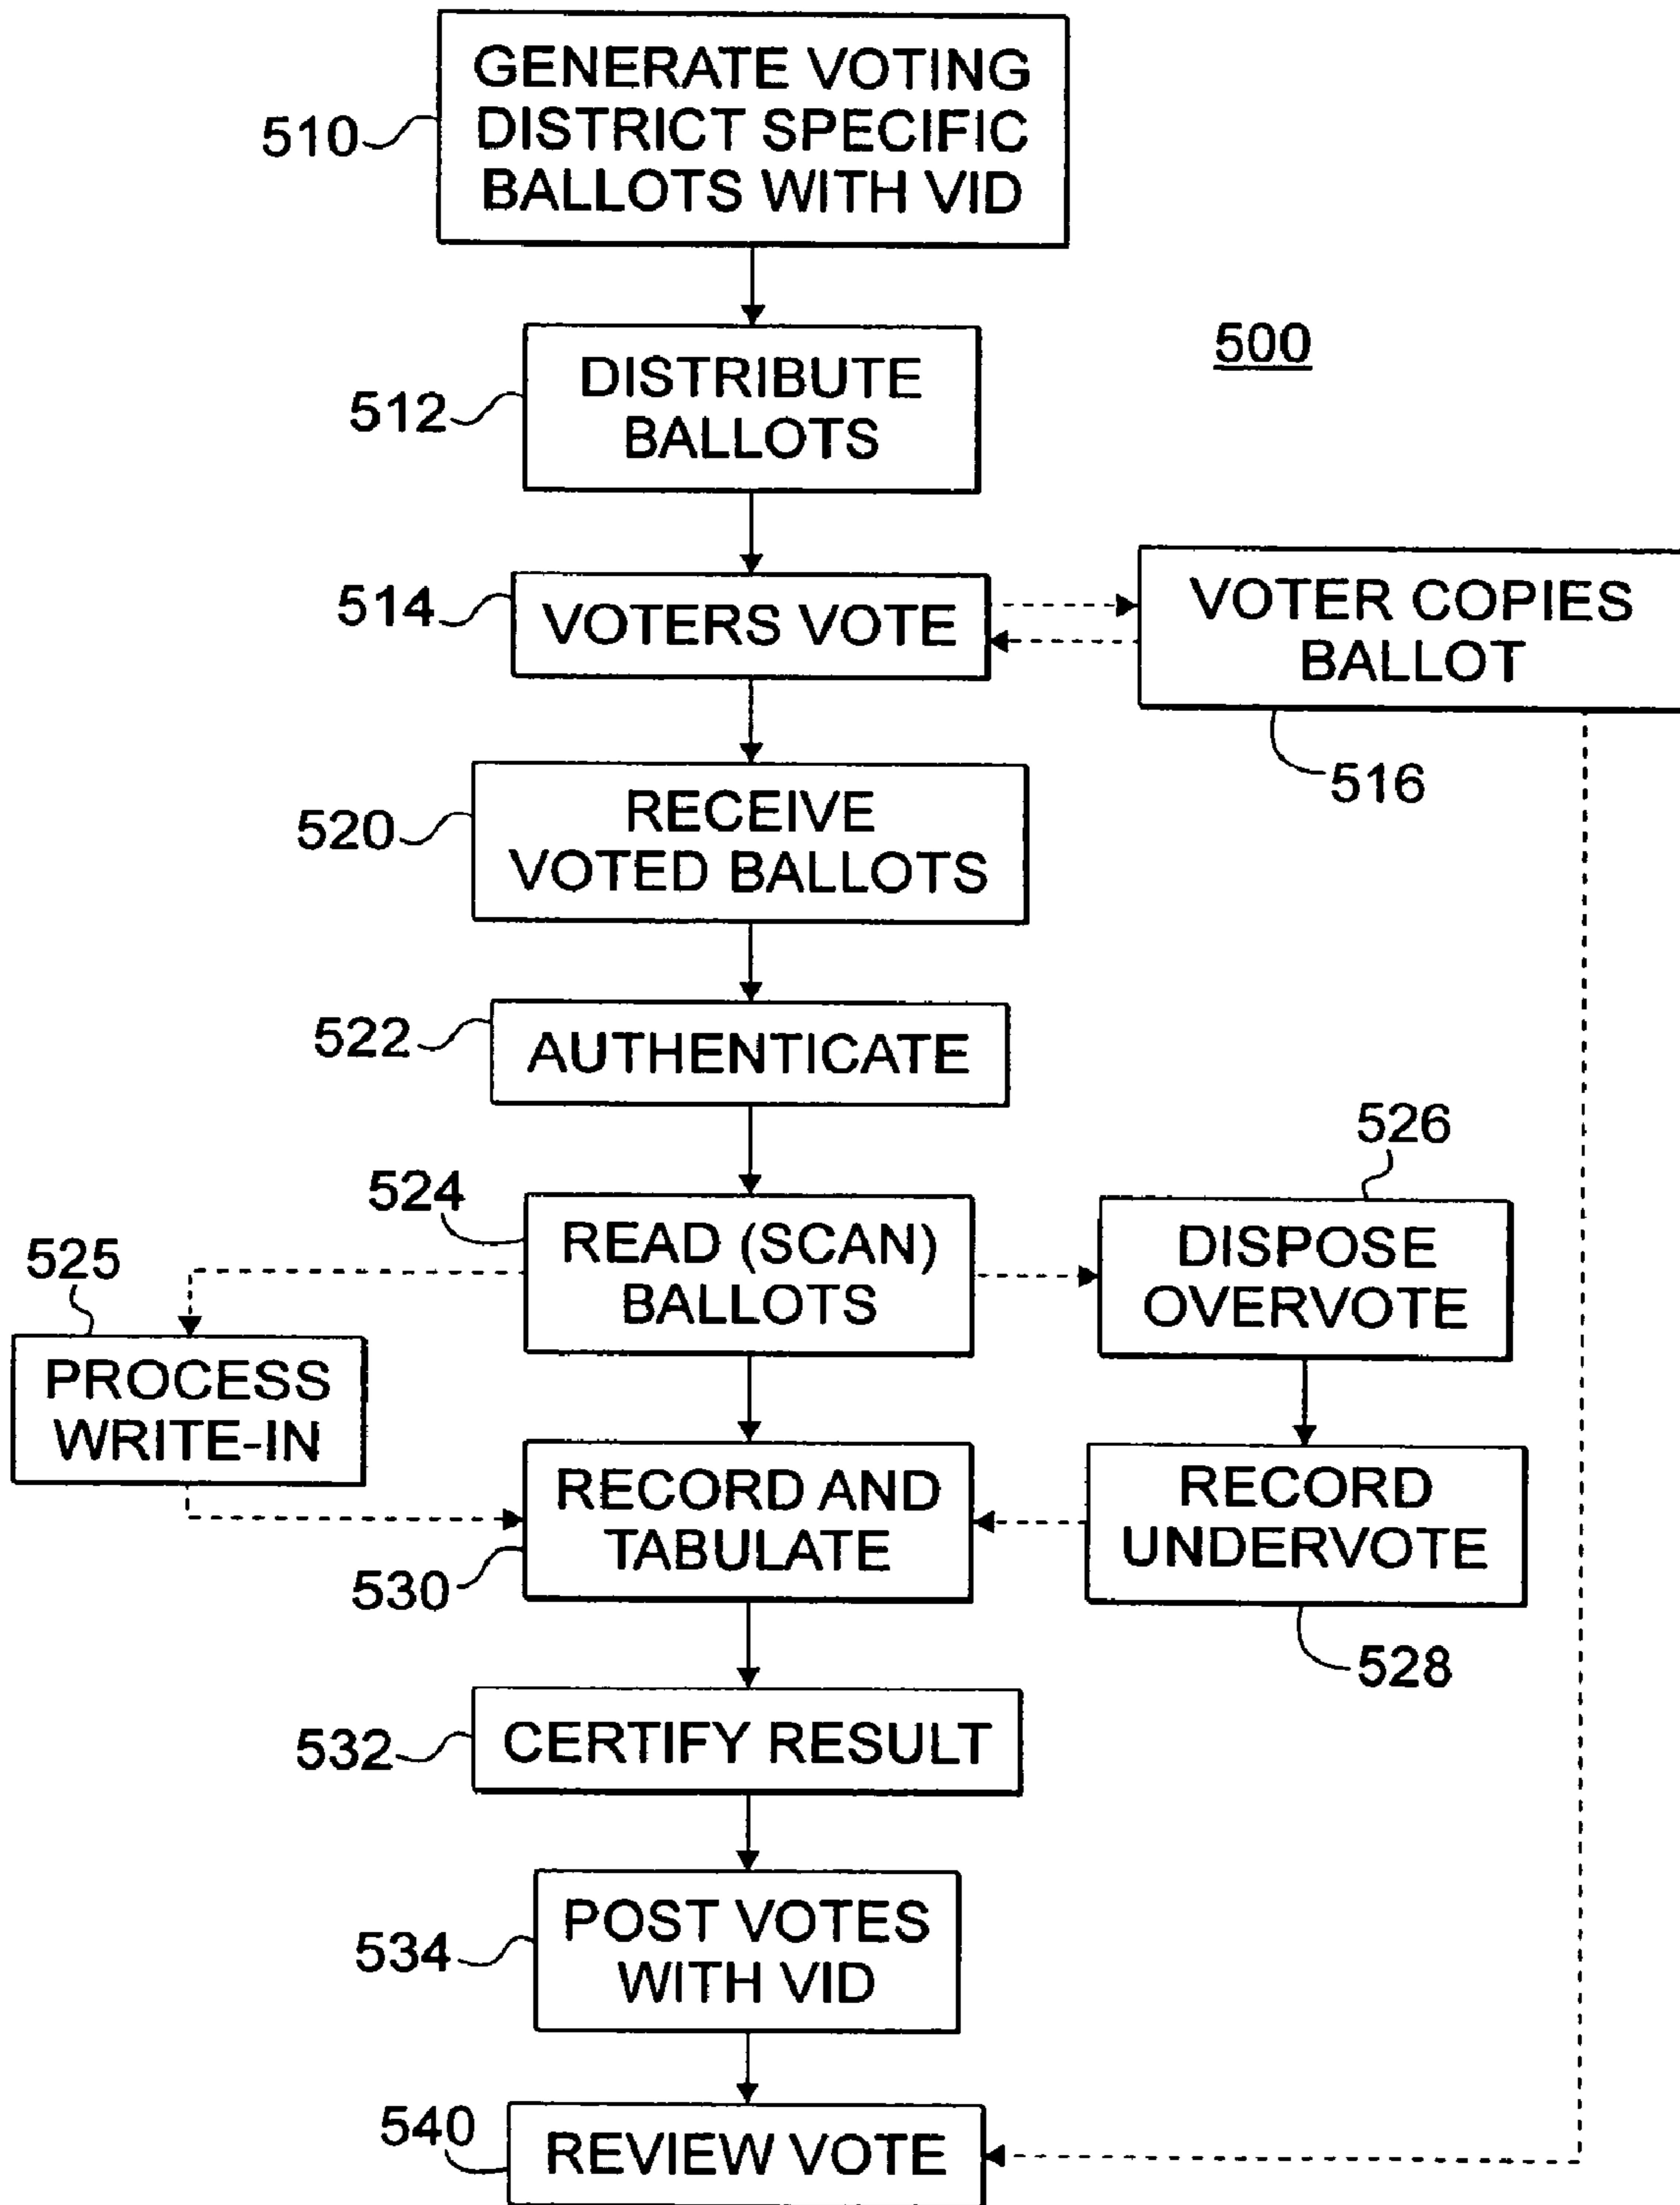 GENERATE VOTING
DISTRICT SPECIFIC
BALLOTS WITH VID
510
500
DISTRIBUTE
BALLOTS
512
514
VOTERS VOTE
VOTER COPIES
BALLOT
516
RECEIVE
VOTED BALLOTS
520
522
AUTHENTICATE
526
524
READ (SCAN)
BALLOTS
DISPOSE
OVERVOTE
525
PROCESS
WRITE-IN
RECORD AND
TABULATE
530
RECORD
UNDERVOTE
528
532
CERTIFY RESULT
POST VOTES
WITH VID
534
540
REVIEW VOTE